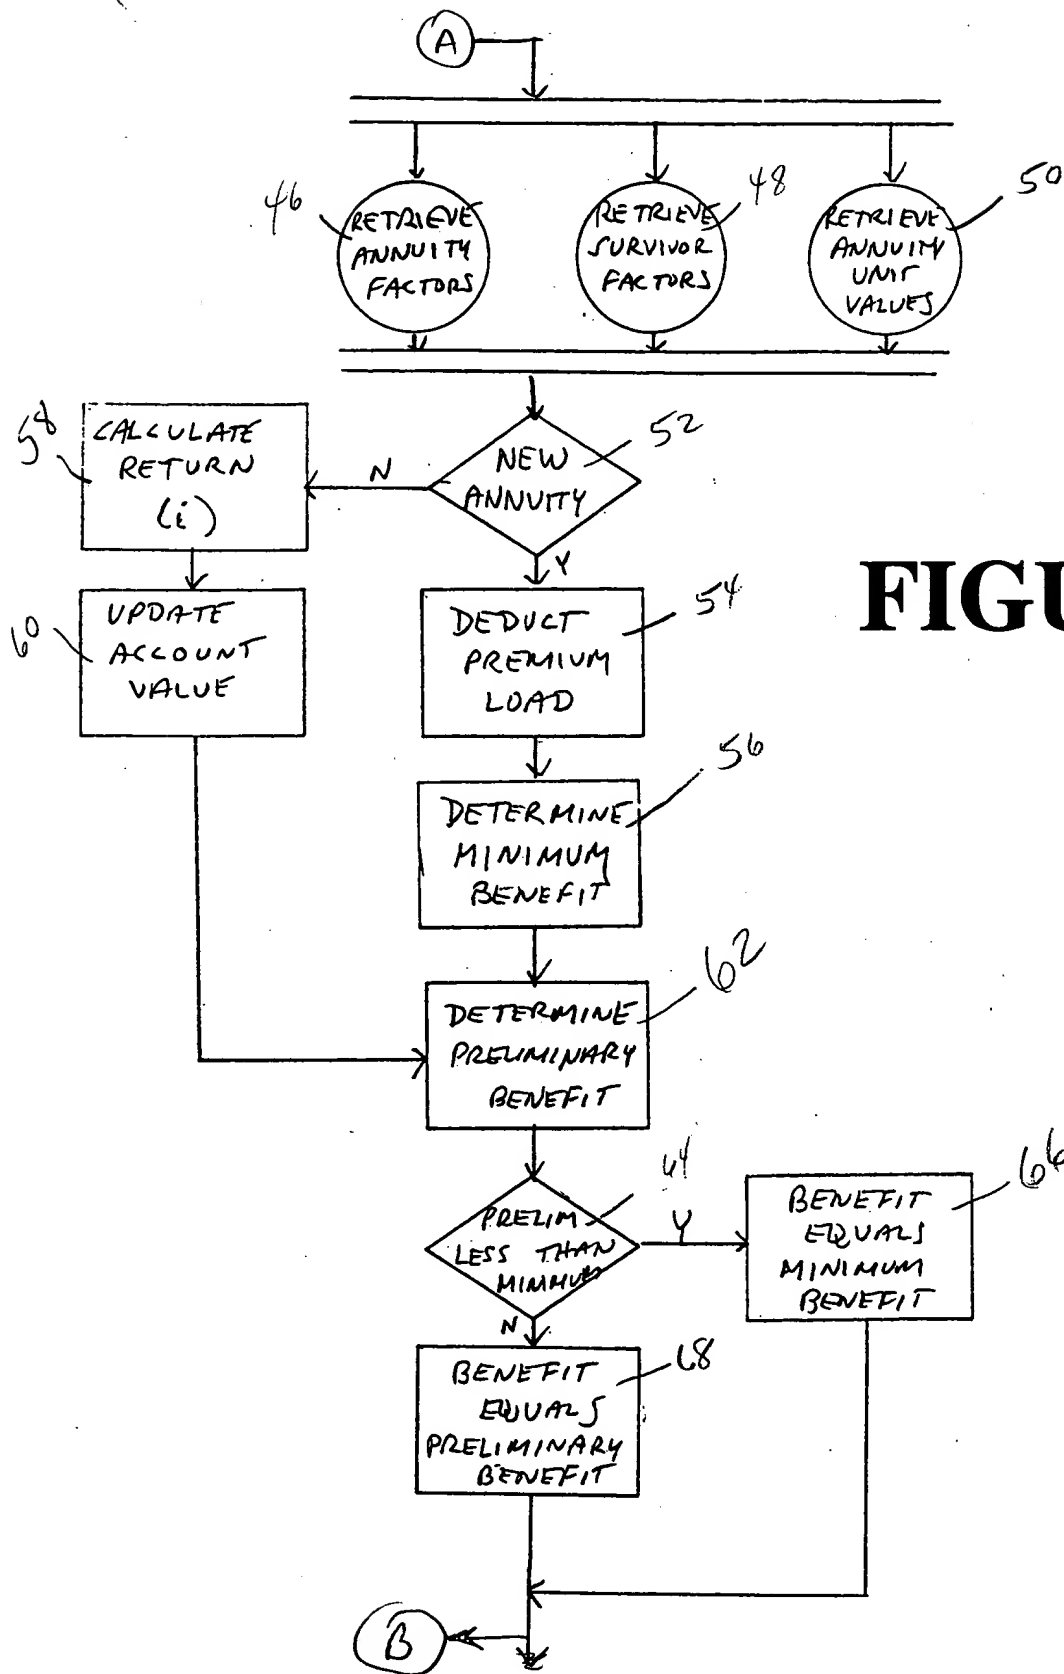 A
46
RETRIEVE
ANNUITY
FACTORS
48
RETRIEVE
SURVIVOR
FACTORS
50
RETRIEVE
ANNUITY
UNIT
VALUES
58
CALCULATE
RETURN
(i)
N
NEW
ANNUITY
52
Y
60
UPDATE
ACCOUNT
VALUE
DEDUCT
PREMIUM
LOAD
54
FIGU
DETERMINE
MINIMUM
BENEFIT
56
DETERMINE
PRELIMINARY
BENEFIT
62
PRELIM
LESS THAN
MINIMUM
64
Y
BENEFIT
EQUALS
MINIMUM
BENEFIT
66
N
BENEFIT
EQUALS
PRELIMINARY
BENEFIT
68
B